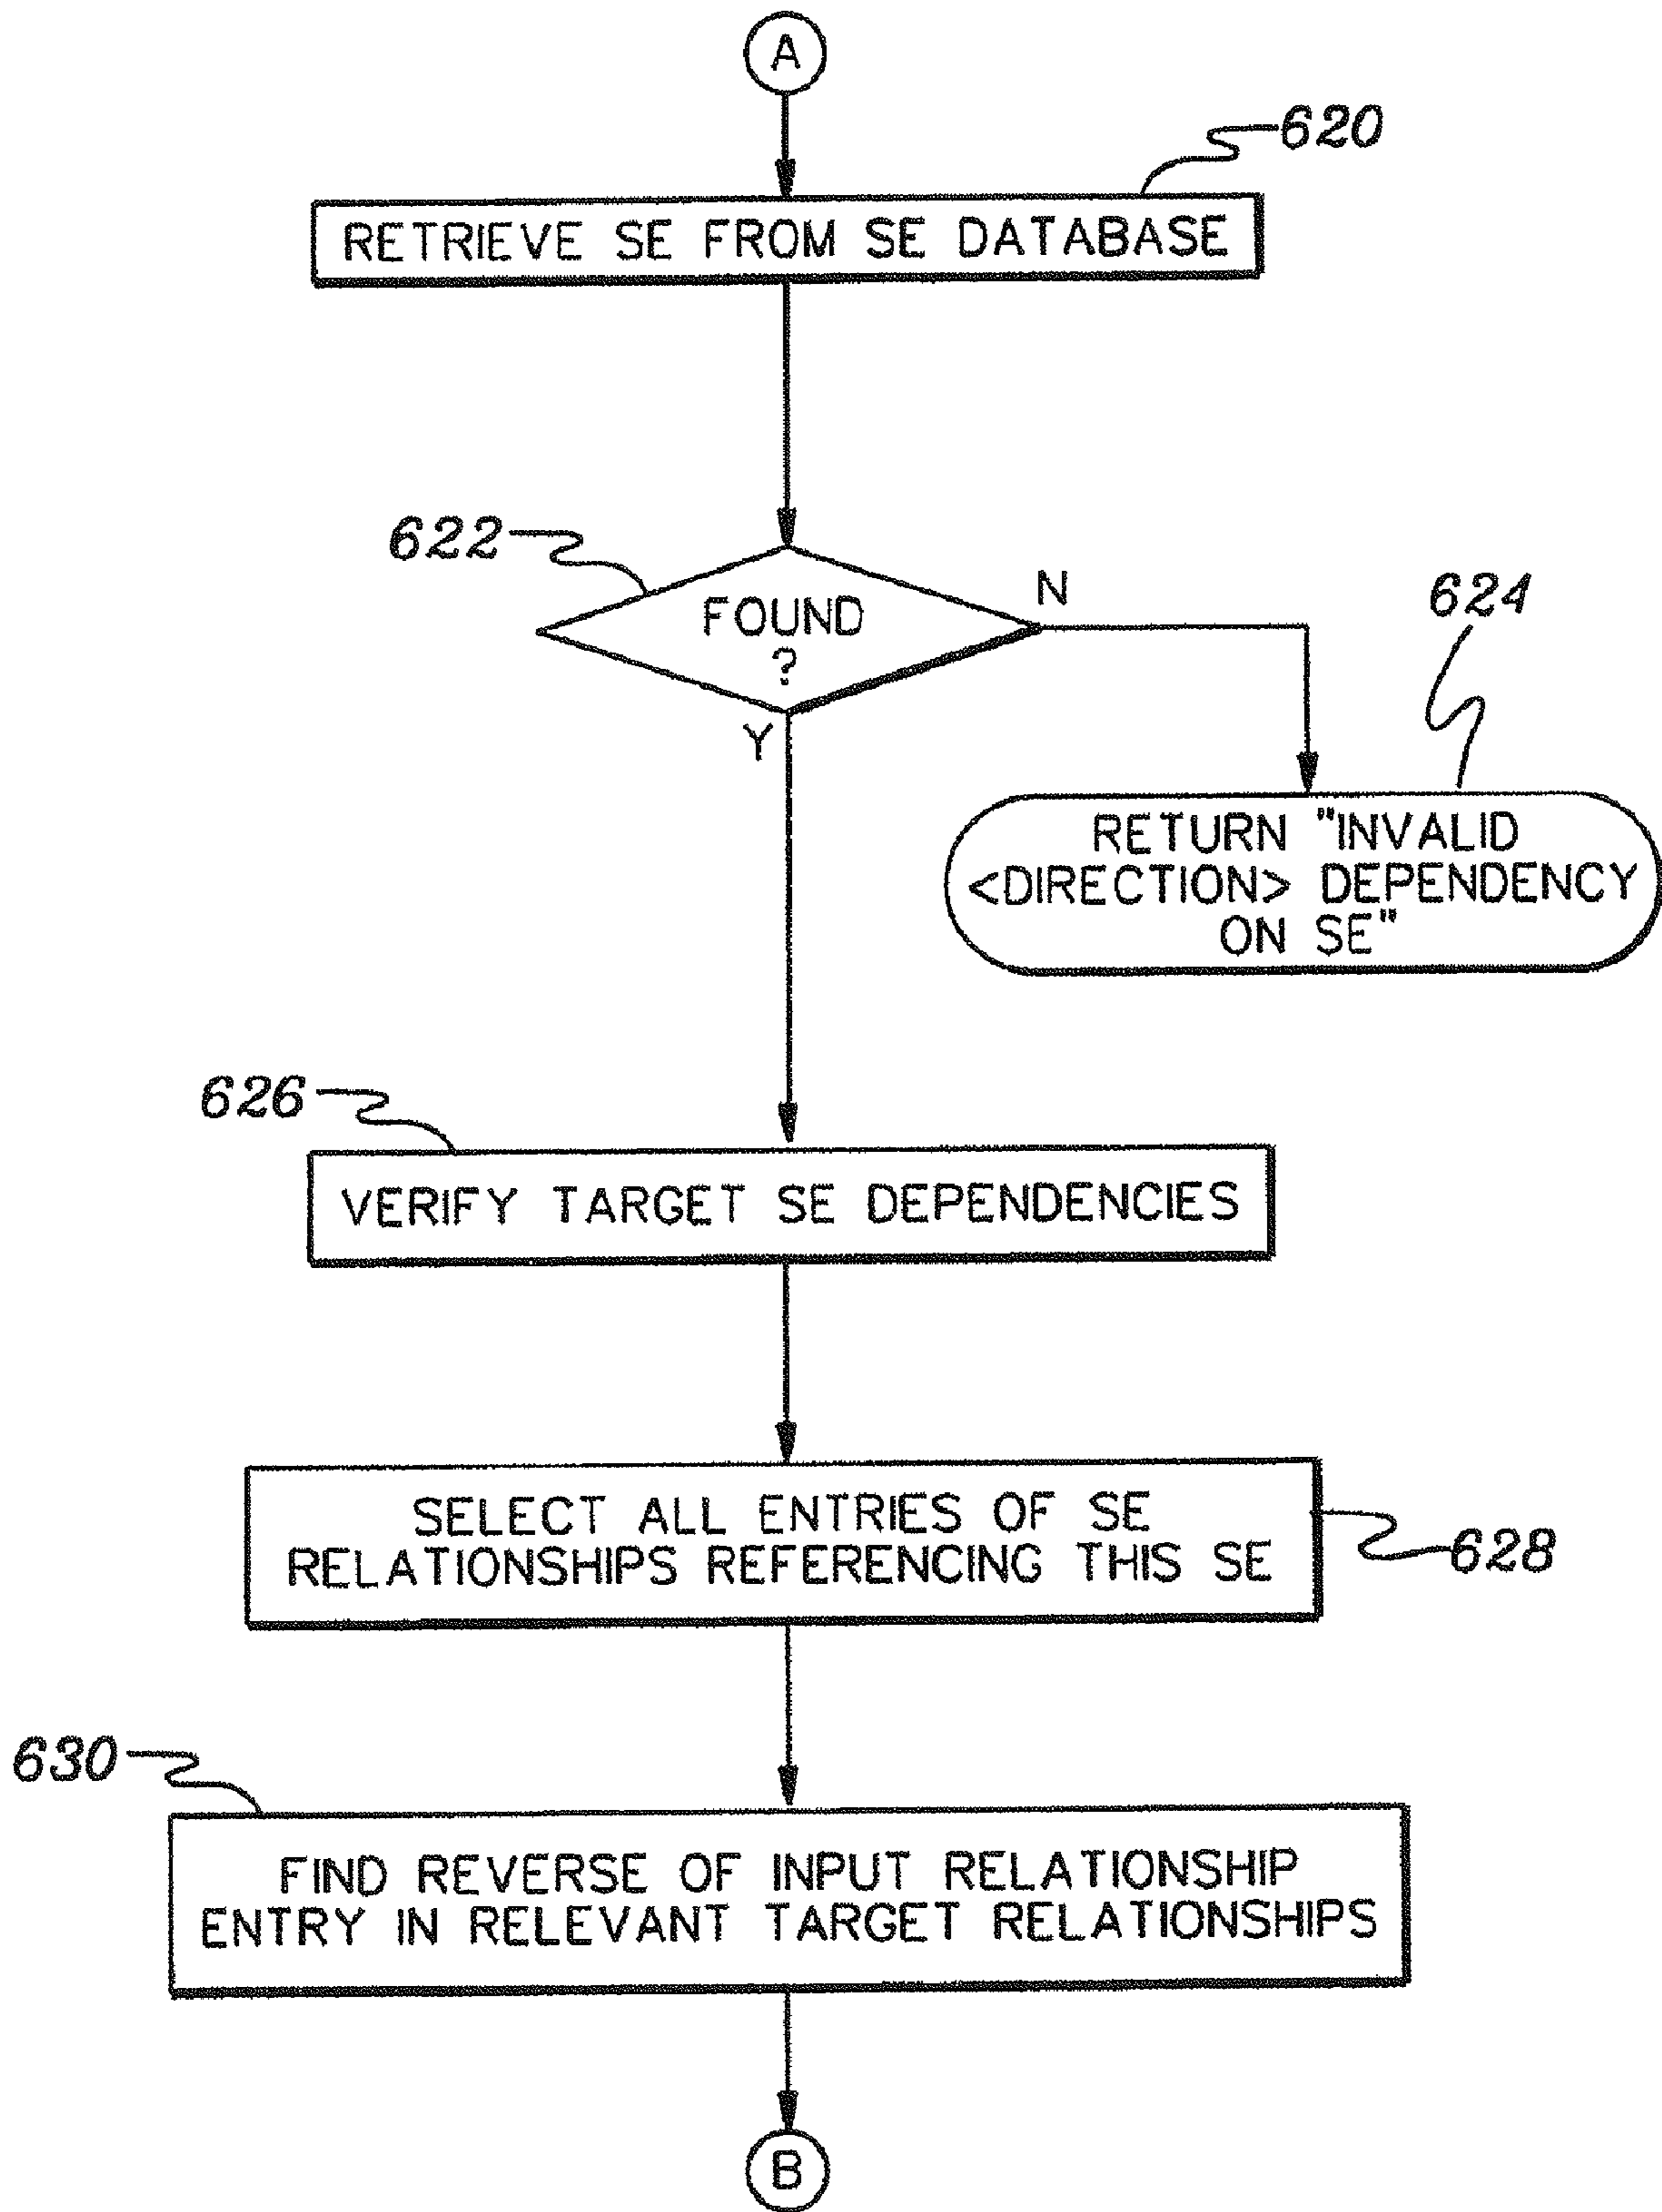 A
620
RETRIEVE SE FROM SE DATABASE
622
FOUND
?
N
Y
624
RETURN "INVALID
<DIRECTION> DEPENDENCY
ON SE"
626
VERIFY TARGET SE DEPENDENCIES
SELECT ALL ENTRIES OF SE
RELATIONSHIPS REFERENCING THIS SE
628
630
FIND REVERSE OF INPUT RELATIONSHIP
ENTRY IN RELEVANT TARGET RELATIONSHIPS
B